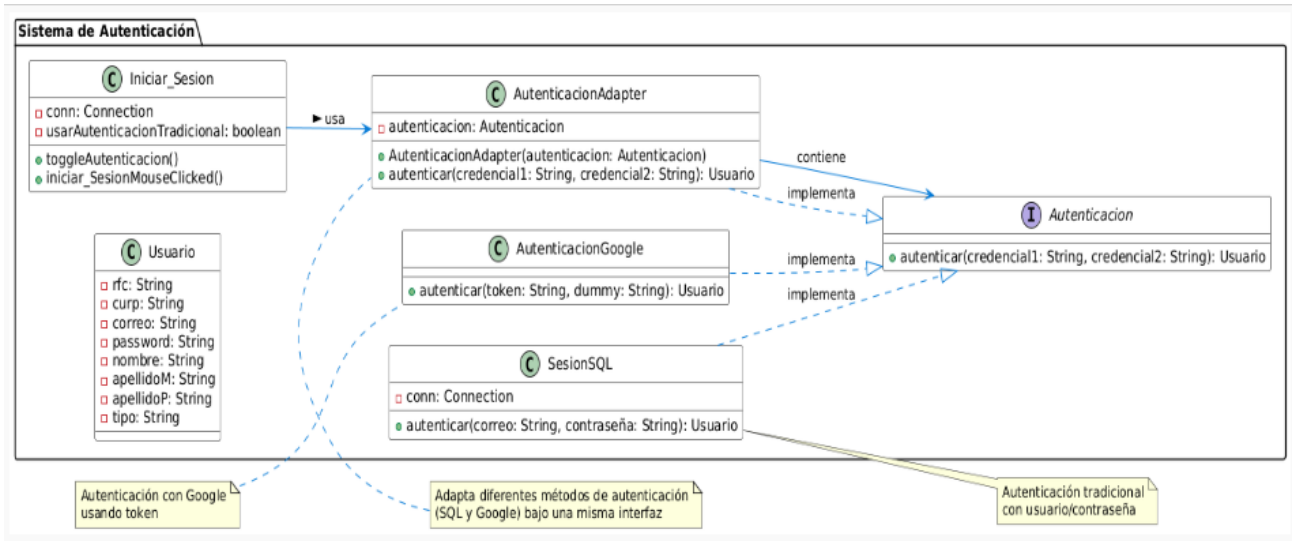 Sistema de Autenticación
C Iniciar_Sesion
conn: Connection
usarAutenticacionTradicional: boolean
toggleAutenticacion()
iniciar_SesionMouseClicked()
usa
C AutenticacionAdapter
autenticacion: Autenticacion
AutenticacionAdapter(autenticacion: Autenticacion)
autenticar(credencial1: String, credencial2: String): Usuario
contiene
implementa
I Autenticacion
autenticar(credencial1: String, credencial2: String): Usuario
C Usuario
rfc: String
curp: String
correo: String
password: String
nombre: String
apellidoM: String
apellidoP: String
tipo: String
C AutenticacionGoogle
autenticar(token: String, dummy: String): Usuario
implementa
implementa
C SesionSQL
conn: Connection
autenticar(correo: String, contraseña: String): Usuario
Autenticación con Google
usando token
Adapta diferentes métodos de autenticación
(SQL y Google) bajo una misma interfaz
Autenticación tradicional
con usuario/contraseña